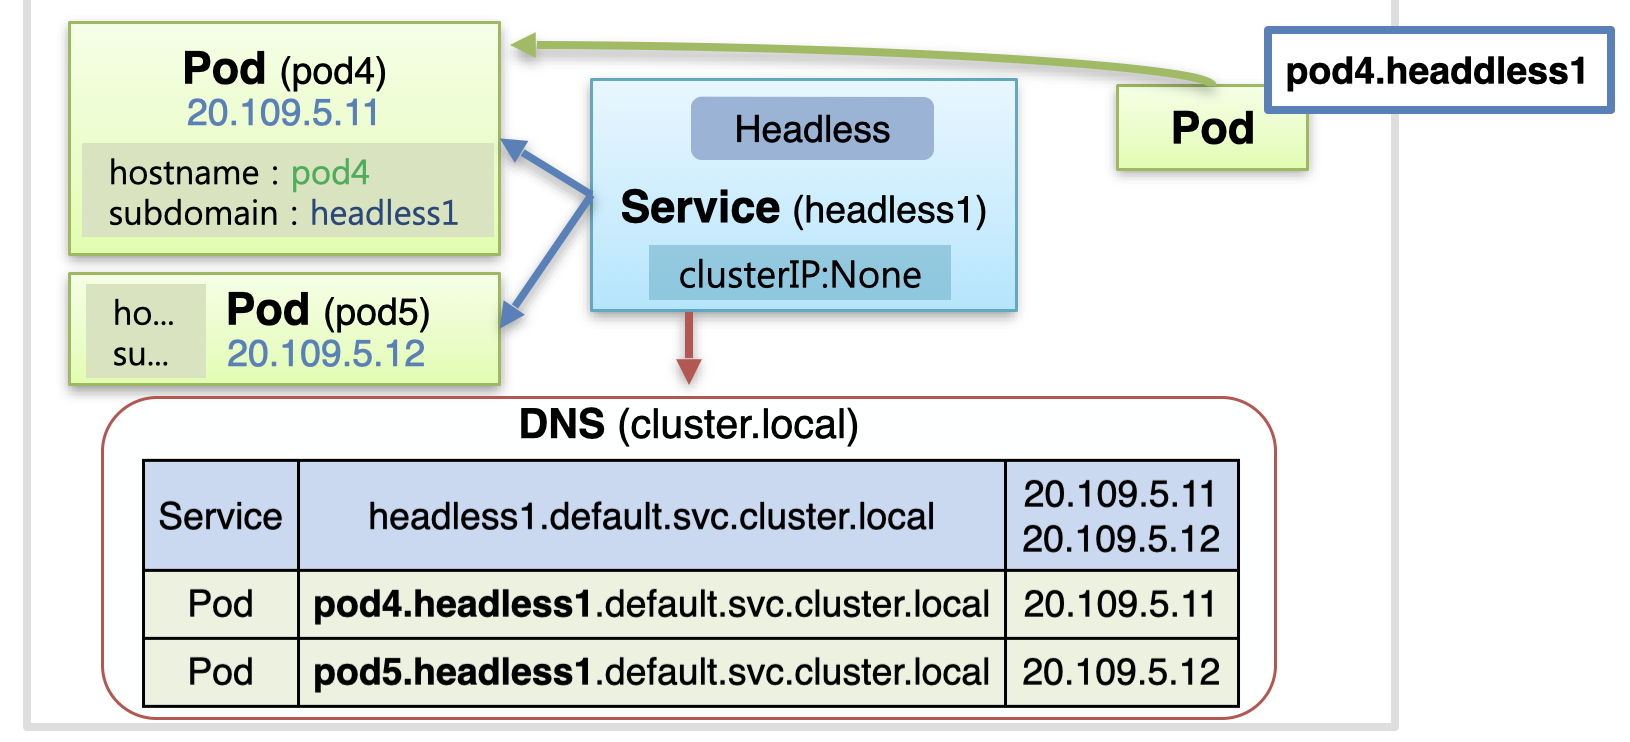 Pod (pod4)
20.109.5.11
hostname : pod4
subdomain : headless1
ho...
su...
Pod (pod5)
20.109.5.12
Headless
Service (headless1)
clusterIP:None
Pod
pod4.headdless1
DNS (cluster.local)
Service headless1.default.svc.cluster.local 20.109.5.11
20.109.5.12
Pod pod4.headless1.default.svc.cluster.local 20.109.5.11
Pod pod5.headless1.default.svc.cluster.local 20.109.5.12